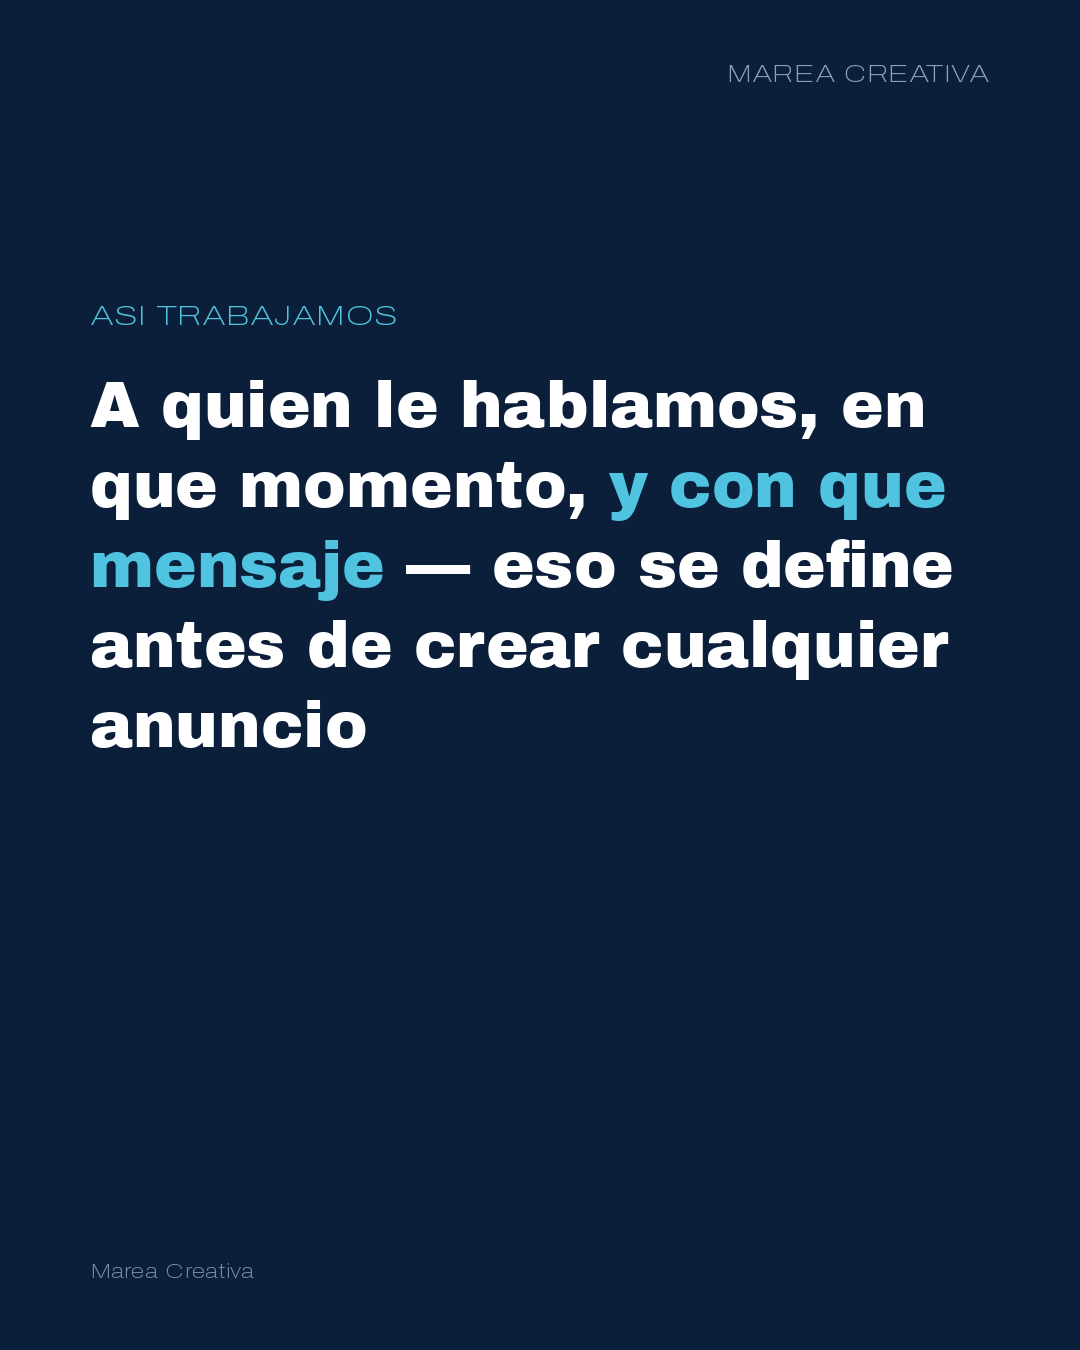 MAREA CREATIVA
ASI TRABAJAMOS
A quien le hablamos, en
que momento, y con que
mensaje — eso se define
antes de crear cualquier
anuncio
Marea Creativa